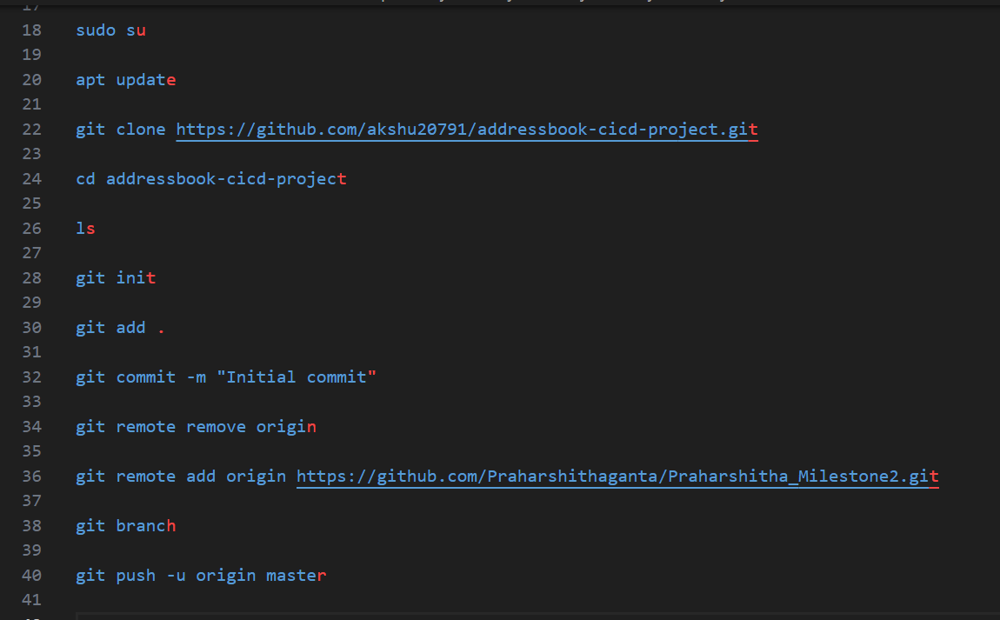 18 sudo su
19
20 apt update
21
22 git clone https://github.com/akshu20791/addressbook-cicd-project.git
23
24 cd addressbook-cicd-project
25
26 ls
27
28 git init
29
30 git add .
31
32 git commit -m "Initial commit"
33
34 git remote remove origin
35
36 git remote add origin https://github.com/Praharshithaganta/Praharshitha_Milestone2.git
37
38 git branch
39
40 git push -u origin master
41